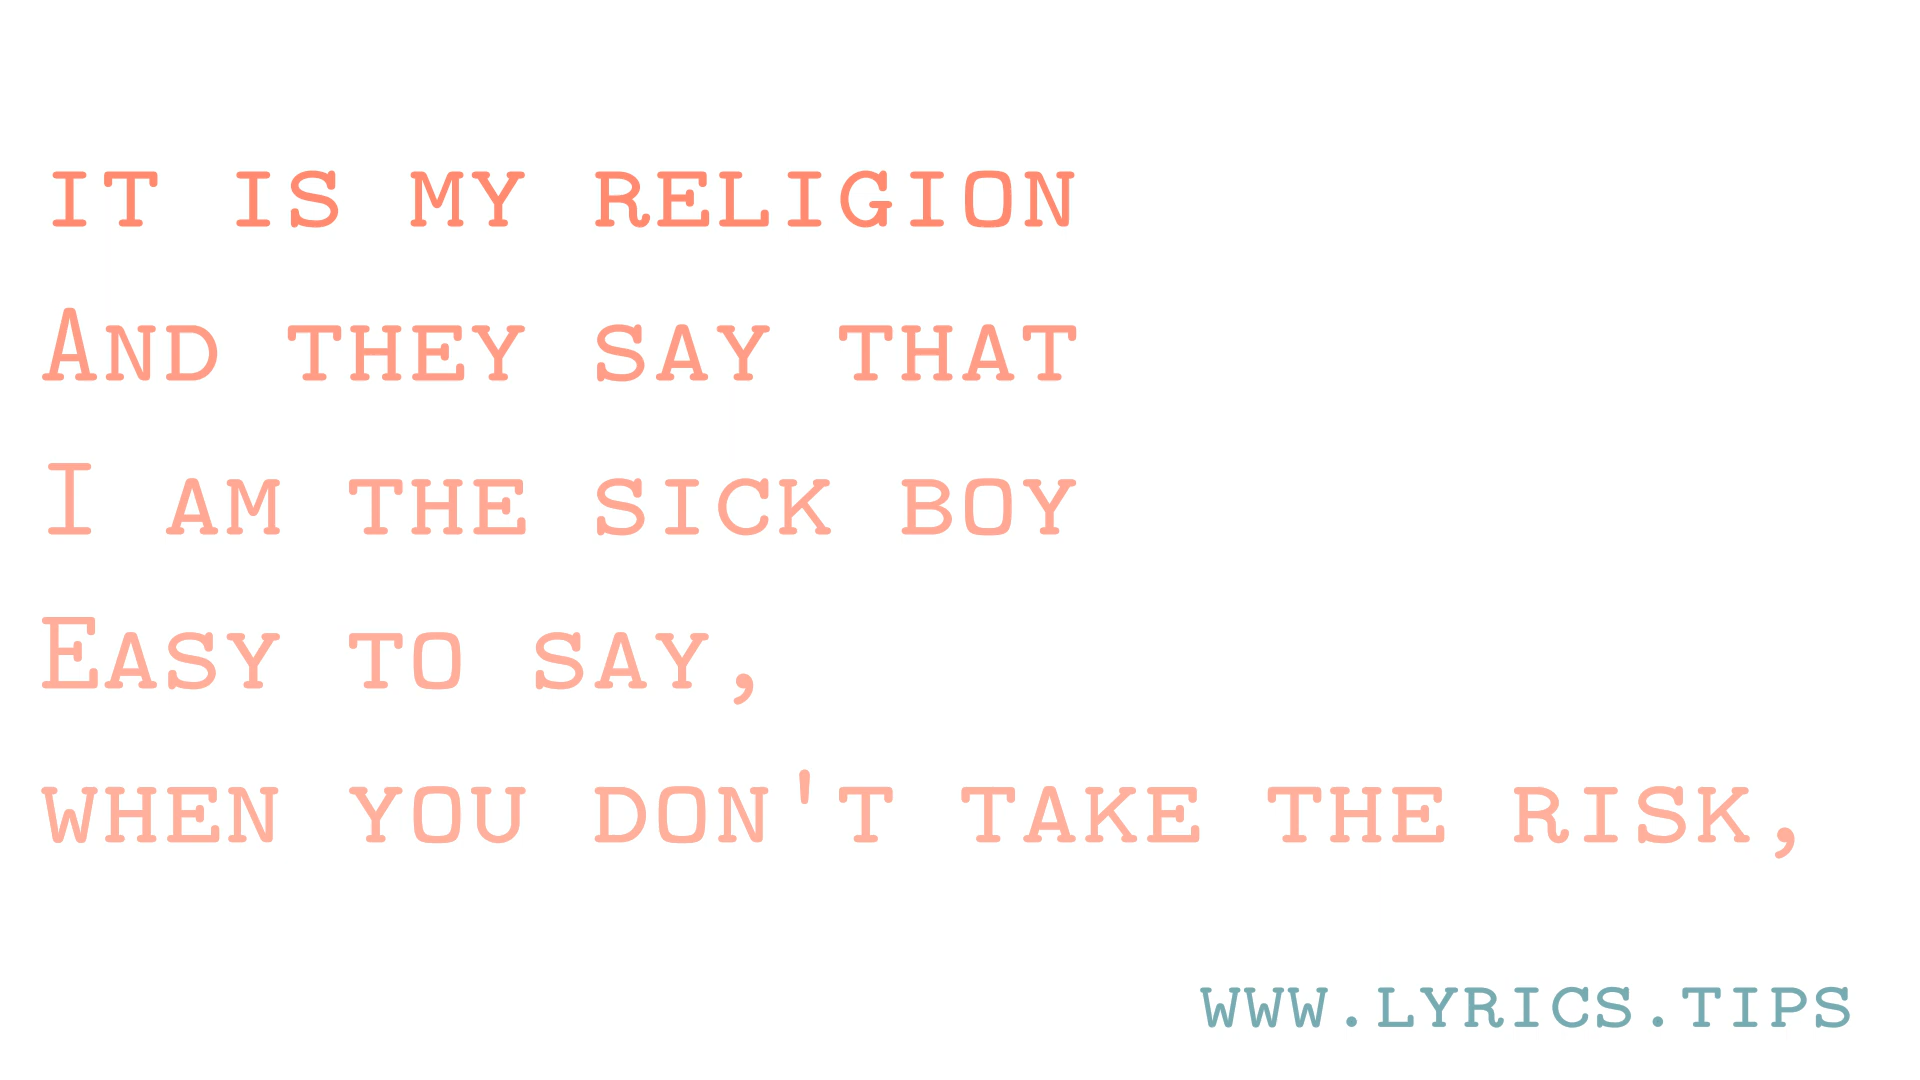 it is my religion
And they say that
I am the sick boy
Easy to say,
when you don't take the risk,
www.lyrics.tips